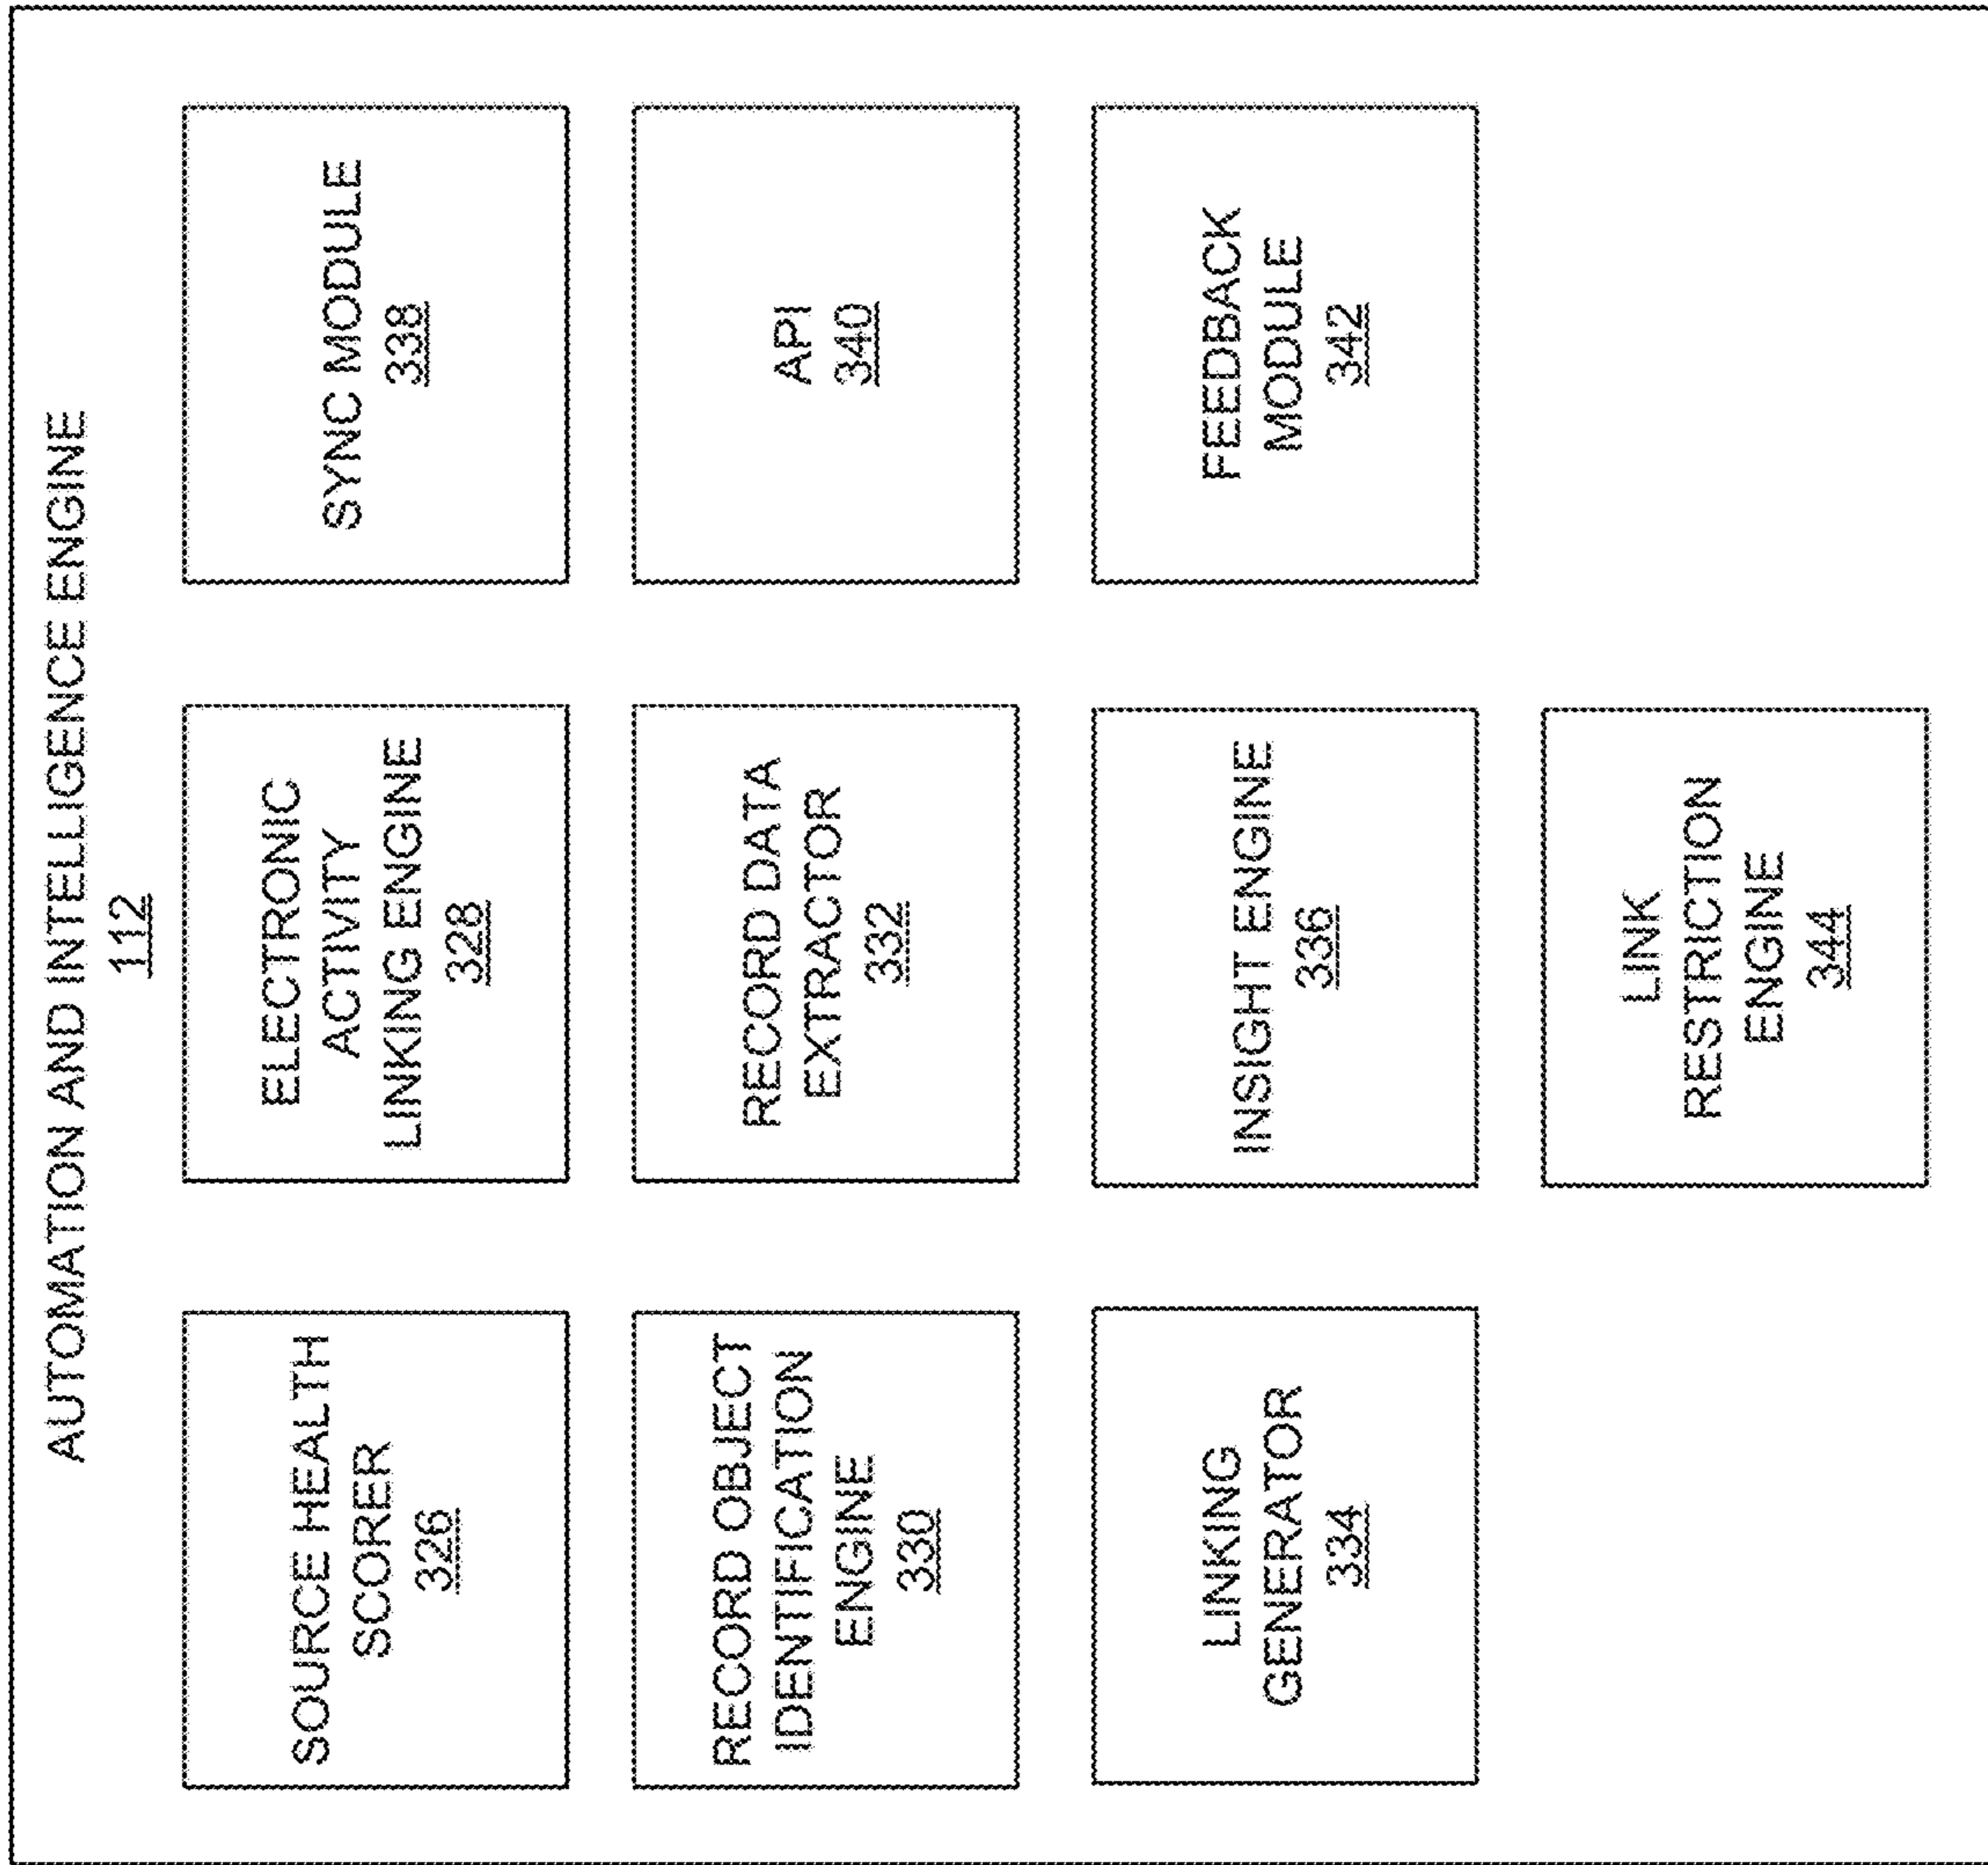 AUTOMATION AND INTELLIGENCE ENGINE
112
SOURCE HEALTH
SCORER
326
ELECTRONIC
ACTIVITY
LINKING ENGINE
328
SYNC MODULE
338
RECORD OBJECT
IDENTIFICATION
ENGINE
330
RECORD DATA
EXTRACTOR
332
API
340
LINKING
GENERATOR
334
INSIGHT ENGINE
336
FEEDBACK
MODULE
342
LINK
RESTRICTION
ENGINE
344